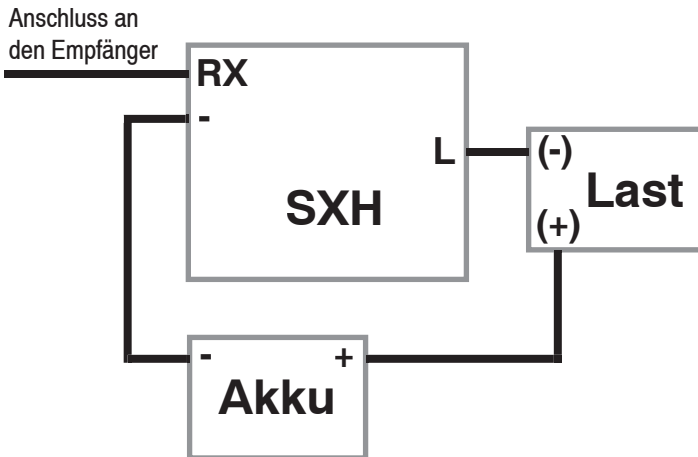 Anschluss an
den Empfänger
RX
-
L
(-)
Last
SXH
(+)
- +
Akku